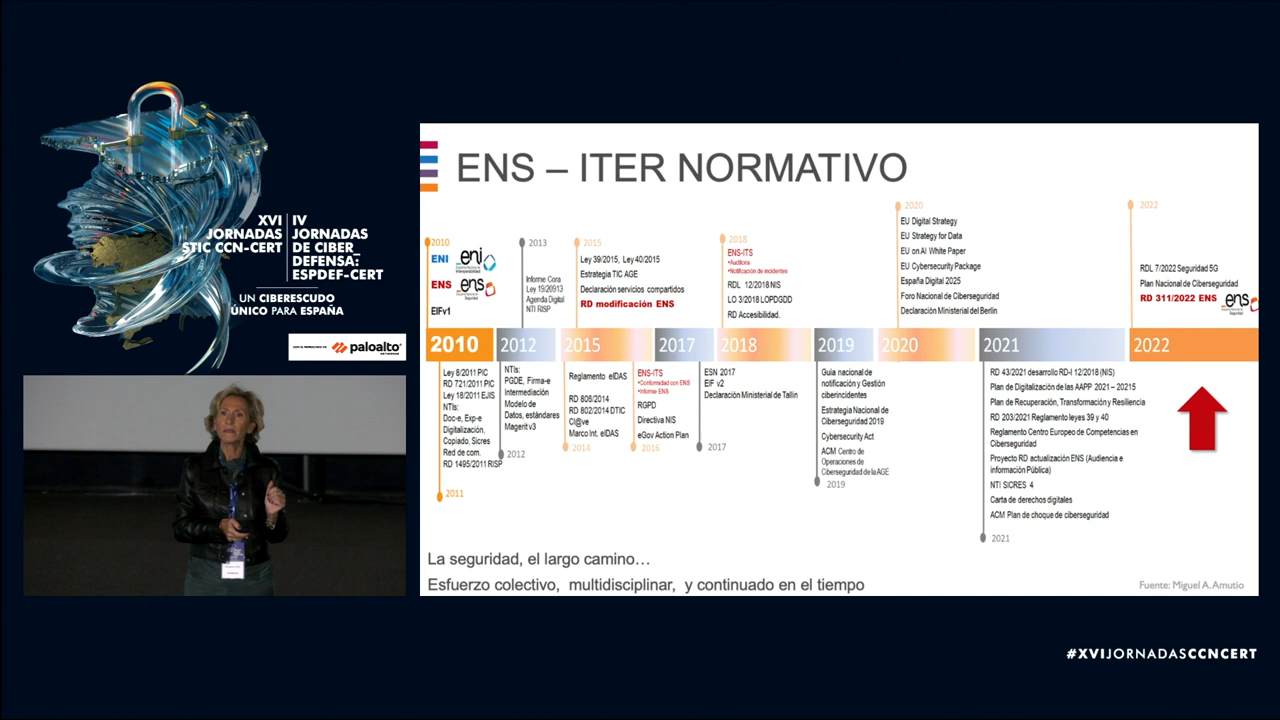 XVI
JORNADAS
STIC CCN-CERT
IV
JORNADAS
DE CIBER
DEFENSA:
ESPDEF-CERT
UN CIBERESCUDO
ÚNICO PARA ESPAÑA
paloalto
NETWORKS
ENS – ITER NORMATIVO
2010
ENI
eni
ENS
ens
EIFv1
2013
Informe Cora
Ley 19/20913
Agenda Digital
NTI RISP
2015
Ley 39/2015, Ley 40/2015
Estrategia TIC AGE
Declaración servicios compartidos
RD modificación ENS
2018
ENS-ITS
•Auditoría
•Notificación de incidentes
RDL 12/2018 NIS
LO 3/2018 LOPDGDD
RD Accesibilidad.
2020
EU Digital Strategy
EU Strategy for Data
EU on AI White Paper
EU Cybersecurity Package
España Digital 2025
Foro Nacional de Ciberseguridad
Declaración Ministerial del Berlin
2022
RDL 7/2022 Seguridad 5G
Plan Nacional de Ciberseguridad
RD 311/2022 ENS
ens
2010
2012
2015
2017
2018
2019
2020
2021
2022
Ley 8/2011 PIC
RD 721/2011 PIC
Ley 18/2011 EJIS
NTIs:
Doc-e, Exp-e
Digitalización,
Copiado, Sicres
Red de com.
RD 1495/2011 RISP
2011
NTIs:
PGDE, Firma-e
Intermediación
Modelo de
Datos, estándares
Magerit v3
2012
Reglamento eIDAS
RD 806/2014
RD 802/2014 DTIC
Cl@ve
Marco Int. eIDAS
2014
ENS-ITS
•Conformidad con ENS
•Informe ENS
RGPD
Directiva NIS
eGov Action Plan
2016
ESN 2017
EIF v2
Declaración Ministerial de Tallin
2017
Guia nacional de
notificación y Gestión
ciberincidentes
Estrategia Nacional de
Ciberseguridad 2019
Cybersecurity Act
ACM Centro de
Operaciones de
Ciberseguridad de la AGE
2019
RD 43/2021 desarrollo RD-l 12/2018 (NIS)
Plan de Digitalización de las AAPP 2021 – 20215
Plan de Recuperación, Transformación y Resiliencia
RD 203/2021 Reglamento leyes 39 y 40
Reglamento Centro Europeo de Competencias en
Ciberseguridad
Proyecto RD actualización ENS (Audiencia e
información Pública)
NTI SICRES 4
Carta de derechos digitales
ACM Plan de choque de ciberseguridad
2021
La seguridad, el largo camino…
Esfuerzo colectivo, multidisciplinar, y continuado en el tiempo
Fuente: Miguel A. Amutio
#XVIJORNADASCCNCERT